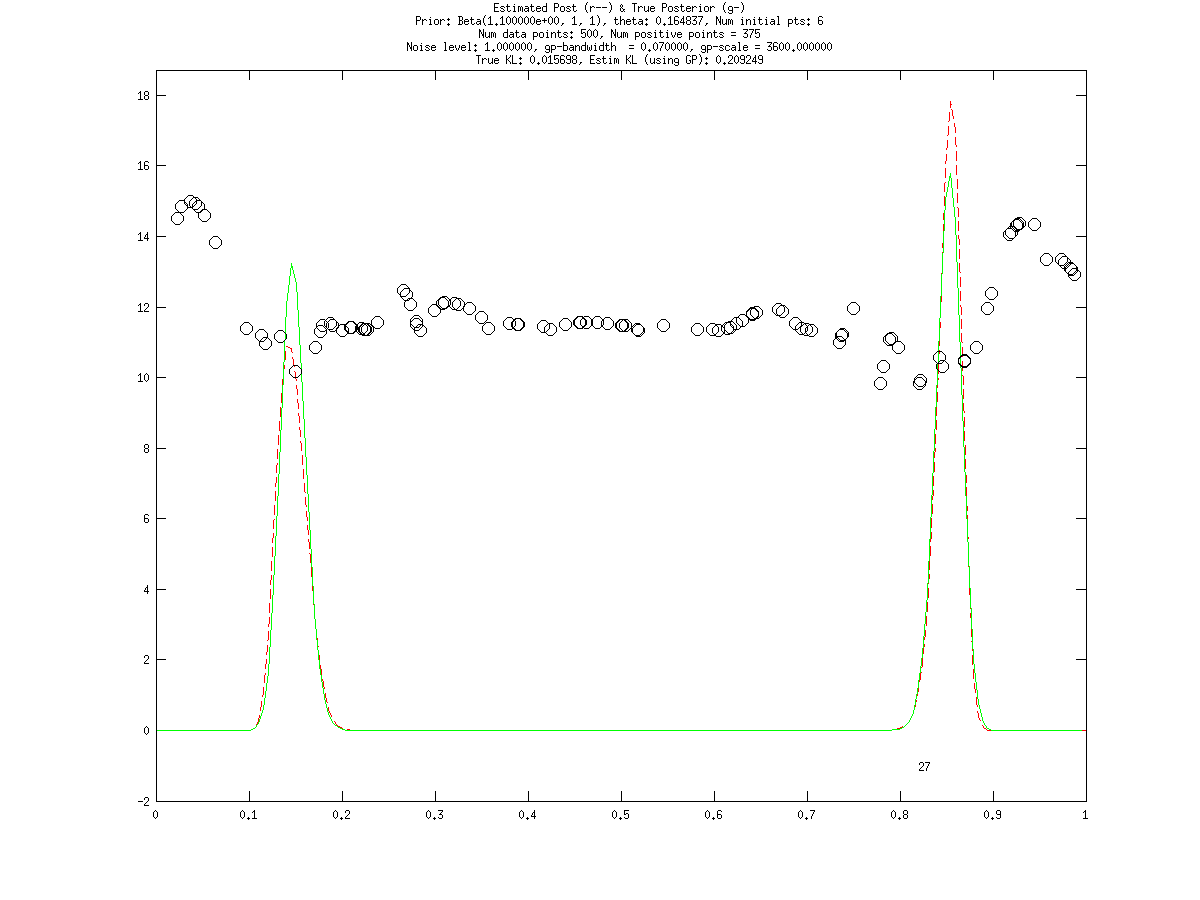 Estimated Post (r--) & True Posterior (g-)
Prior: Beta(1.100000e+00, 1, 1), theta: 0.164837, Num initial pts: 6
Num data points: 500, Num positive points = 375
Noise level: 1.000000, gp-bandwidth  = 0.070000, gp-scale = 3600.000000
True KL: 0.015698, Estim KL (using GP): 0.209249
18
16
14
12
10
8
6
4
2
0
27
-2
0 0.1 0.2 0.3 0.4 0.5 0.6 0.7 0.8 0.9 1